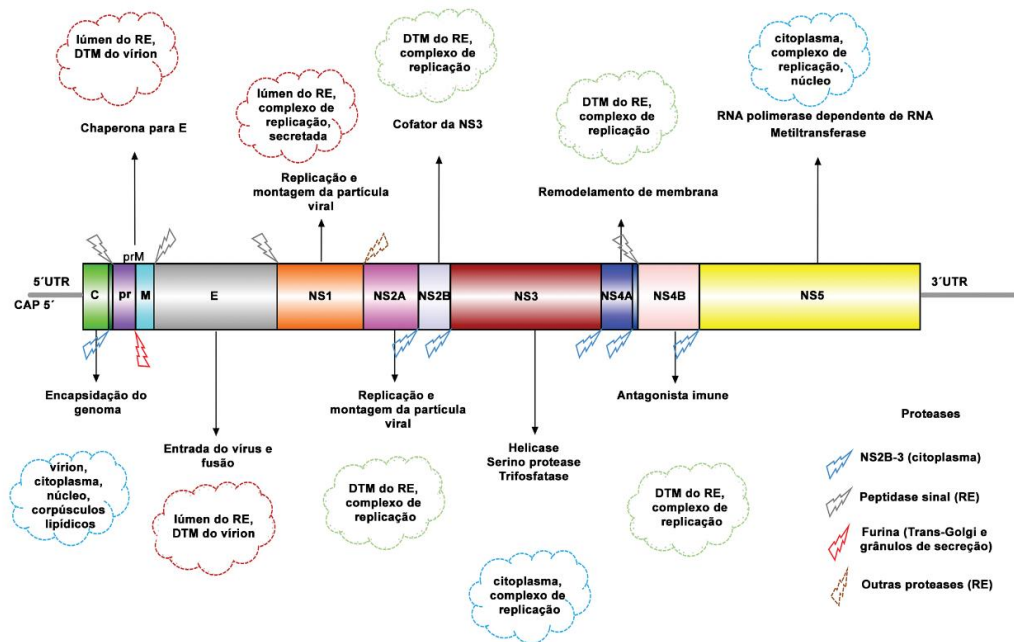 lúmen do RE,
DTM do vírion
Chaperona para E
lúmen do RE,
complexo de
replicação,
secretada
Replicação e
montagem da partícula
viral
DTM do RE,
complexo de
replicação
Cofator da NS3
DTM do RE,
complexo de
replicação
Remodelamento de membrana
citoplasma,
complexo de
replicação,
núcleo
RNA polimerase dependente de RNA
Metiltransferase
prM
5´UTR
CAP 5´
C
pr
M
E
NS1
NS2A
NS2B
NS3
NS4A
NS4B
NS5
3´UTR
Encapsidação do
genoma
vírion,
citoplasma,
núcleo,
corpúsculos
lipídicos
Entrada do vírus e
fusão
lúmen do RE,
DTM do vírion
Replicação e
montagem da partícula
viral
DTM do RE,
complexo de
replicação
Helicase
Serino protease
Trifosfatase
citoplasma,
complexo de
replicação
Antagonista imune
DTM do RE,
complexo de
replicação
Proteases
NS2B-3 (citoplasma)
Peptidase sinal (RE)
Furina (Trans-Golgi e
grânulos de secreção)
Outras proteases (RE)